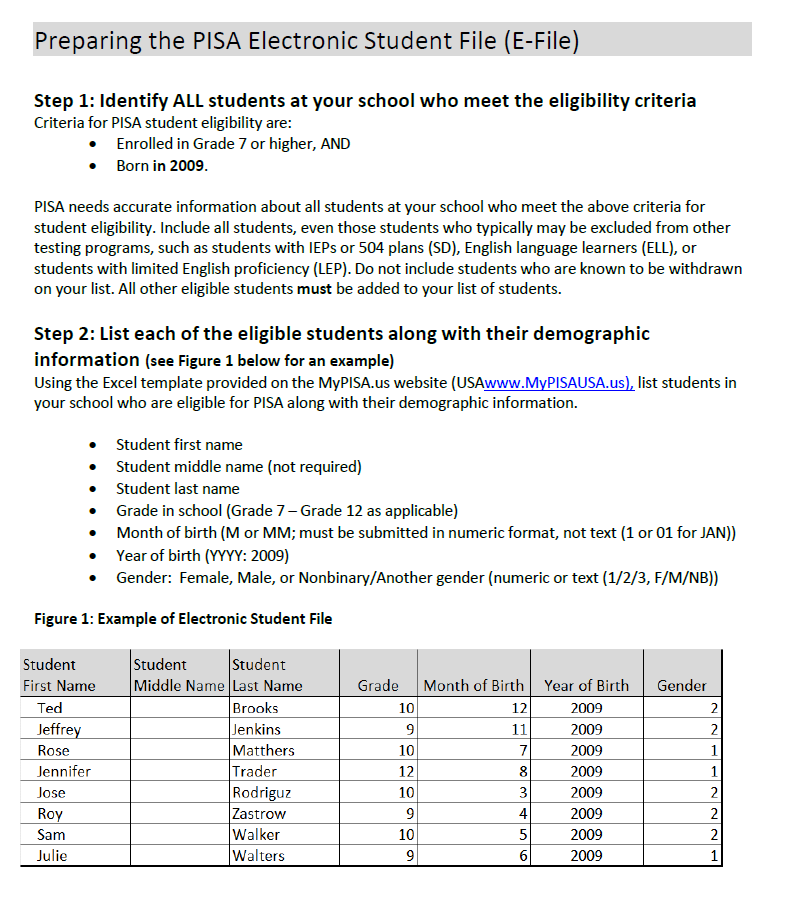 Preparing the PISA Electronic Student File (E-File)
Step 1: Identify ALL students at your school who meet the eligibility criteria
Criteria for PISA student eligibility are:
• Enrolled in Grade 7 or higher, AND
• Born in 2009.
PISA needs accurate information about all students at your school who meet the above criteria for
student eligibility. Include all students, even those students who typically may be excluded from other
testing programs, such as students with IEPs or 504 plans (SD), English language learners (ELL), or
students with limited English proficiency (LEP). Do not include students who are known to be withdrawn
on your list. All other eligible students must be added to your list of students.
Step 2: List each of the eligible students along with their demographic
information (see Figure 1 below for an example)
Using the Excel template provided on the MyPISA.us website (USAwww.MyPISAUSA.us), list students in
your school who are eligible for PISA along with their demographic information.
• Student first name
• Student middle name (not required)
• Student last name
• Grade in school (Grade 7 – Grade 12 as applicable)
• Month of birth (M or MM; must be submitted in numeric format, not text (1 or 01 for JAN))
• Year of birth (YYYY: 2009)
• Gender:  Female, Male, or Nonbinary/Another gender (numeric or text (1/2/3, F/M/NB))
Figure 1: Example of Electronic Student File
Student Student Student
First Name Middle Name Last Name Grade Month of Birth Year of Birth Gender
Ted Brooks 10 12 2009 2
Jeffrey Jenkins 9 11 2009 2
Rose Matthers 10 7 2009 1
Jennifer Trader 12 8 2009 1
Jose Rodriguz 10 3 2009 2
Roy Zastrow 9 4 2009 2
Sam Walker 10 5 2009 2
Julie Walters 9 6 2009 1